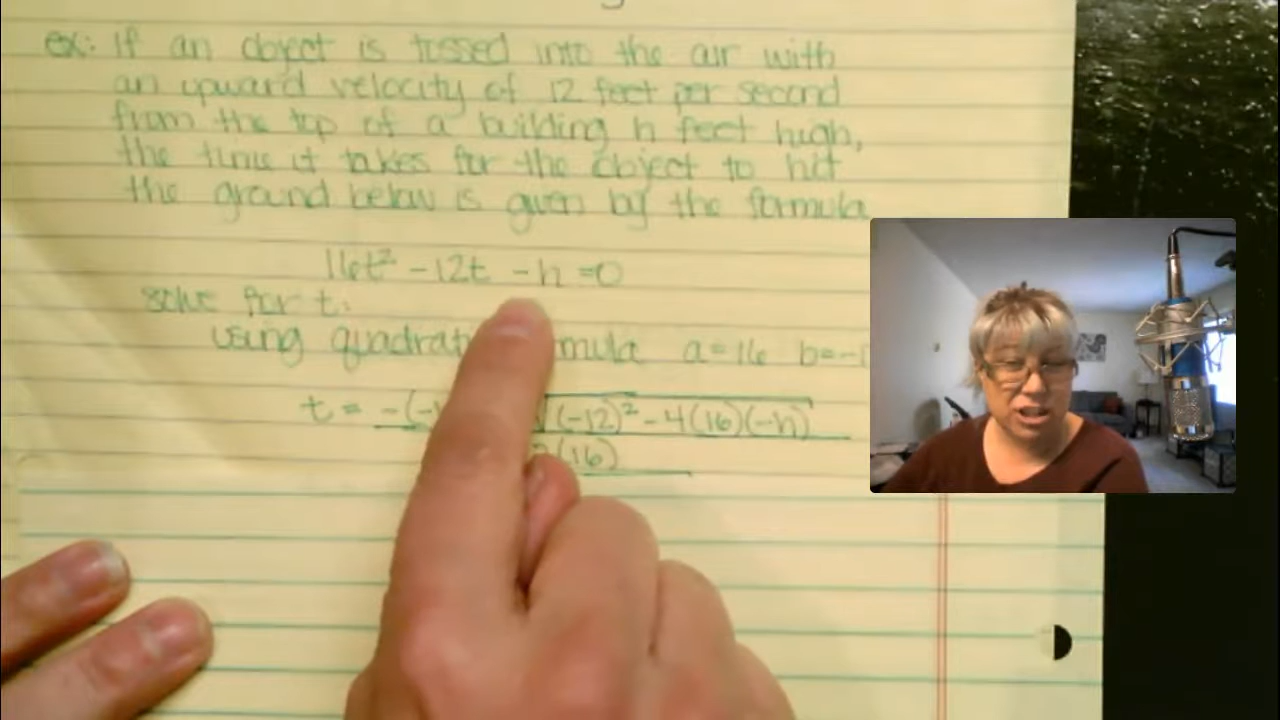 ex: If an object is tossed into the air with
an upward velocity of 12 feet per second
from the top of a building h feet high,
the time it takes for the object to hit
the ground below is given by the formula
16t² - 12t - h = 0
solve for t:
using quadrat mula a=16 b=-1
t = -(-1 √(-12)² - 4(16)(-h)
(16)